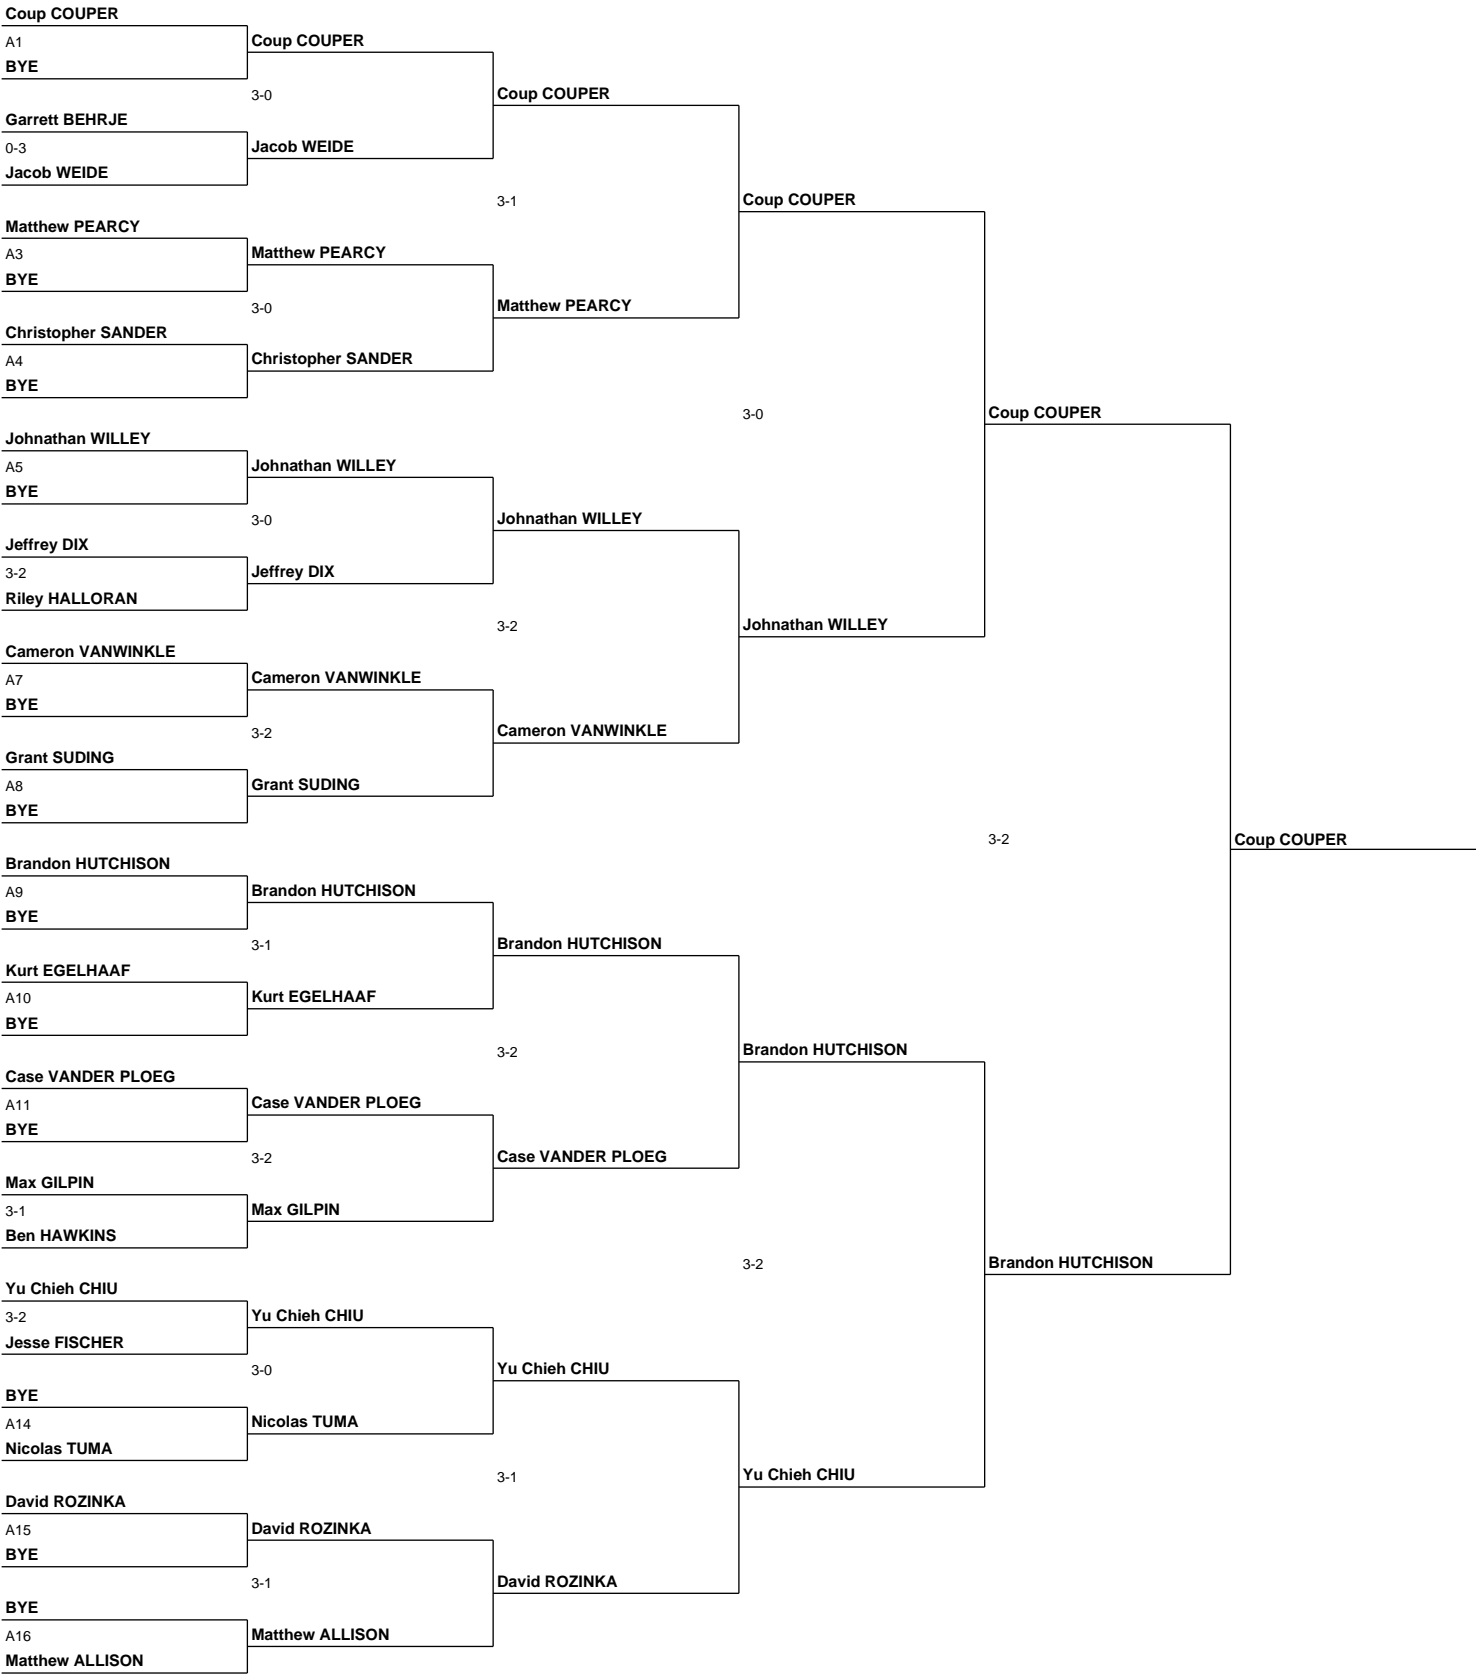 Coup COUPER
A1
BYE
Garrett BEHRJE
0-3
Jacob WEIDE
Matthew PEARCY
A3
BYE
Christopher SANDER
A4
BYE
Johnathan WILLEY
A5
BYE
Jeffrey DIX
3-2
Riley HALLORAN
Cameron VANWINKLE
A7
BYE
Grant SUDING
A8
BYE
Brandon HUTCHISON
A9
BYE
Kurt EGELHAAF
A10
BYE
Case VANDER PLOEG
A11
BYE
Max GILPIN
3-1
Ben HAWKINS
Yu Chieh CHIU
3-2
Jesse FISCHER
BYE
A14
Nicolas TUMA
David ROZINKA
A15
BYE
BYE
A16
Matthew ALLISON
Coup COUPER
3-0
Jacob WEIDE
Matthew PEARCY
3-0
Christopher SANDER
Johnathan WILLEY
3-0
Jeffrey DIX
Cameron VANWINKLE
3-2
Grant SUDING
Brandon HUTCHISON
3-1
Kurt EGELHAAF
Case VANDER PLOEG
3-2
Max GILPIN
Yu Chieh CHIU
3-0
Nicolas TUMA
David ROZINKA
3-1
Matthew ALLISON
Coup COUPER
3-1
Matthew PEARCY
Johnathan WILLEY
3-2
Cameron VANWINKLE
Brandon HUTCHISON
3-2
Case VANDER PLOEG
Yu Chieh CHIU
3-1
David ROZINKA
Coup COUPER
3-0
Johnathan WILLEY
Brandon HUTCHISON
3-2
Yu Chieh CHIU
Coup COUPER
3-2
Brandon HUTCHISON
Coup COUPER